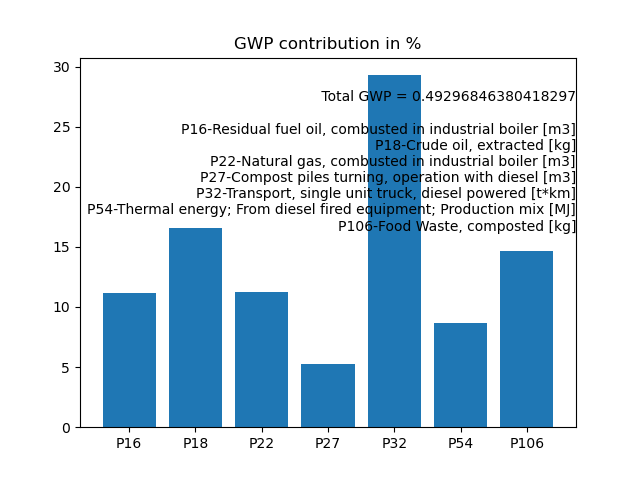 GWP contribution in %
30
25
20
15
10
5
0
Total GWP = 0.49296846380418297
P16-Residual fuel oil, combusted in industrial boiler [m3]
P18-Crude oil, extracted [kg]
P22-Natural gas, combusted in industrial boiler [m3]
P27-Compost piles turning, operation with diesel [m3]
P32-Transport, single unit truck, diesel powered [t*km]
P54-Thermal energy; From diesel fired equipment; Production mix [MJ]
P106-Food Waste, composted [kg]
P16 P18 P22 P27 P32 P54 P106